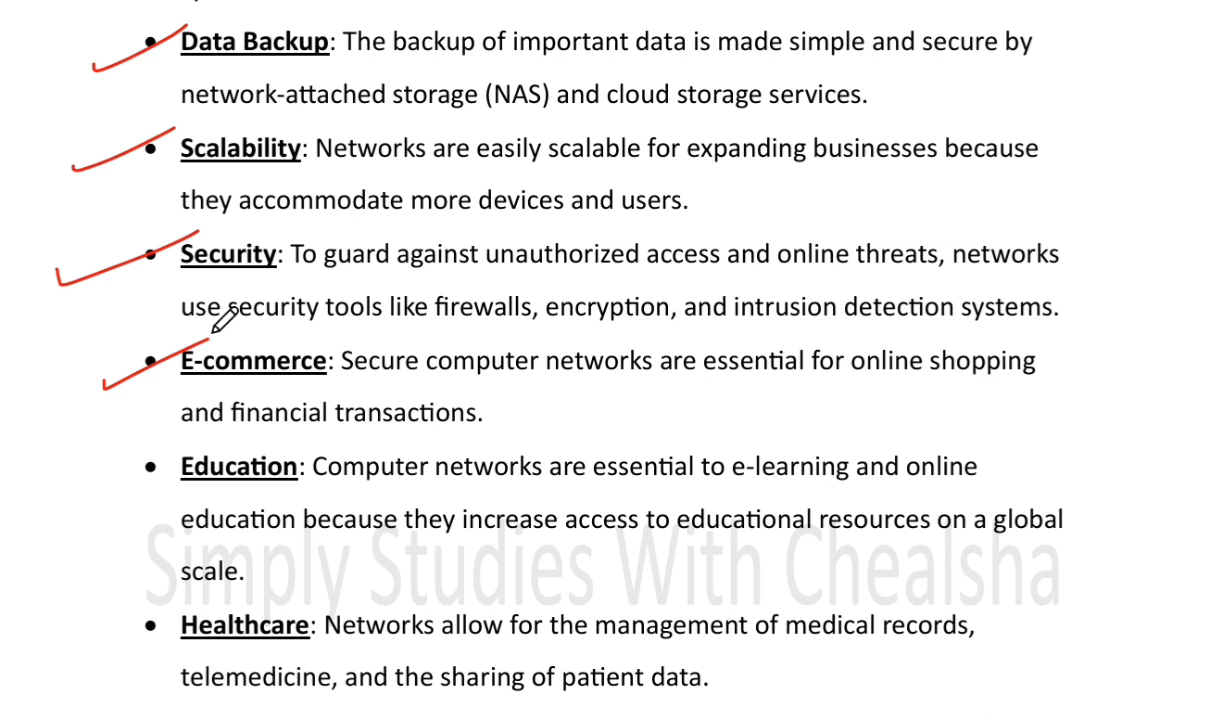 • Data Backup: The backup of important data is made simple and secure by
network-attached storage (NAS) and cloud storage services.
• Scalability: Networks are easily scalable for expanding businesses because
they accommodate more devices and users.
• Security: To guard against unauthorized access and online threats, networks
use security tools like firewalls, encryption, and intrusion detection systems.
• E-commerce: Secure computer networks are essential for online shopping
and financial transactions.
• Education: Computer networks are essential to e-learning and online
education because they increase access to educational resources on a global
Simply Studies With Chealsha
scale.
• Healthcare: Networks allow for the management of medical records,
telemedicine, and the sharing of patient data.